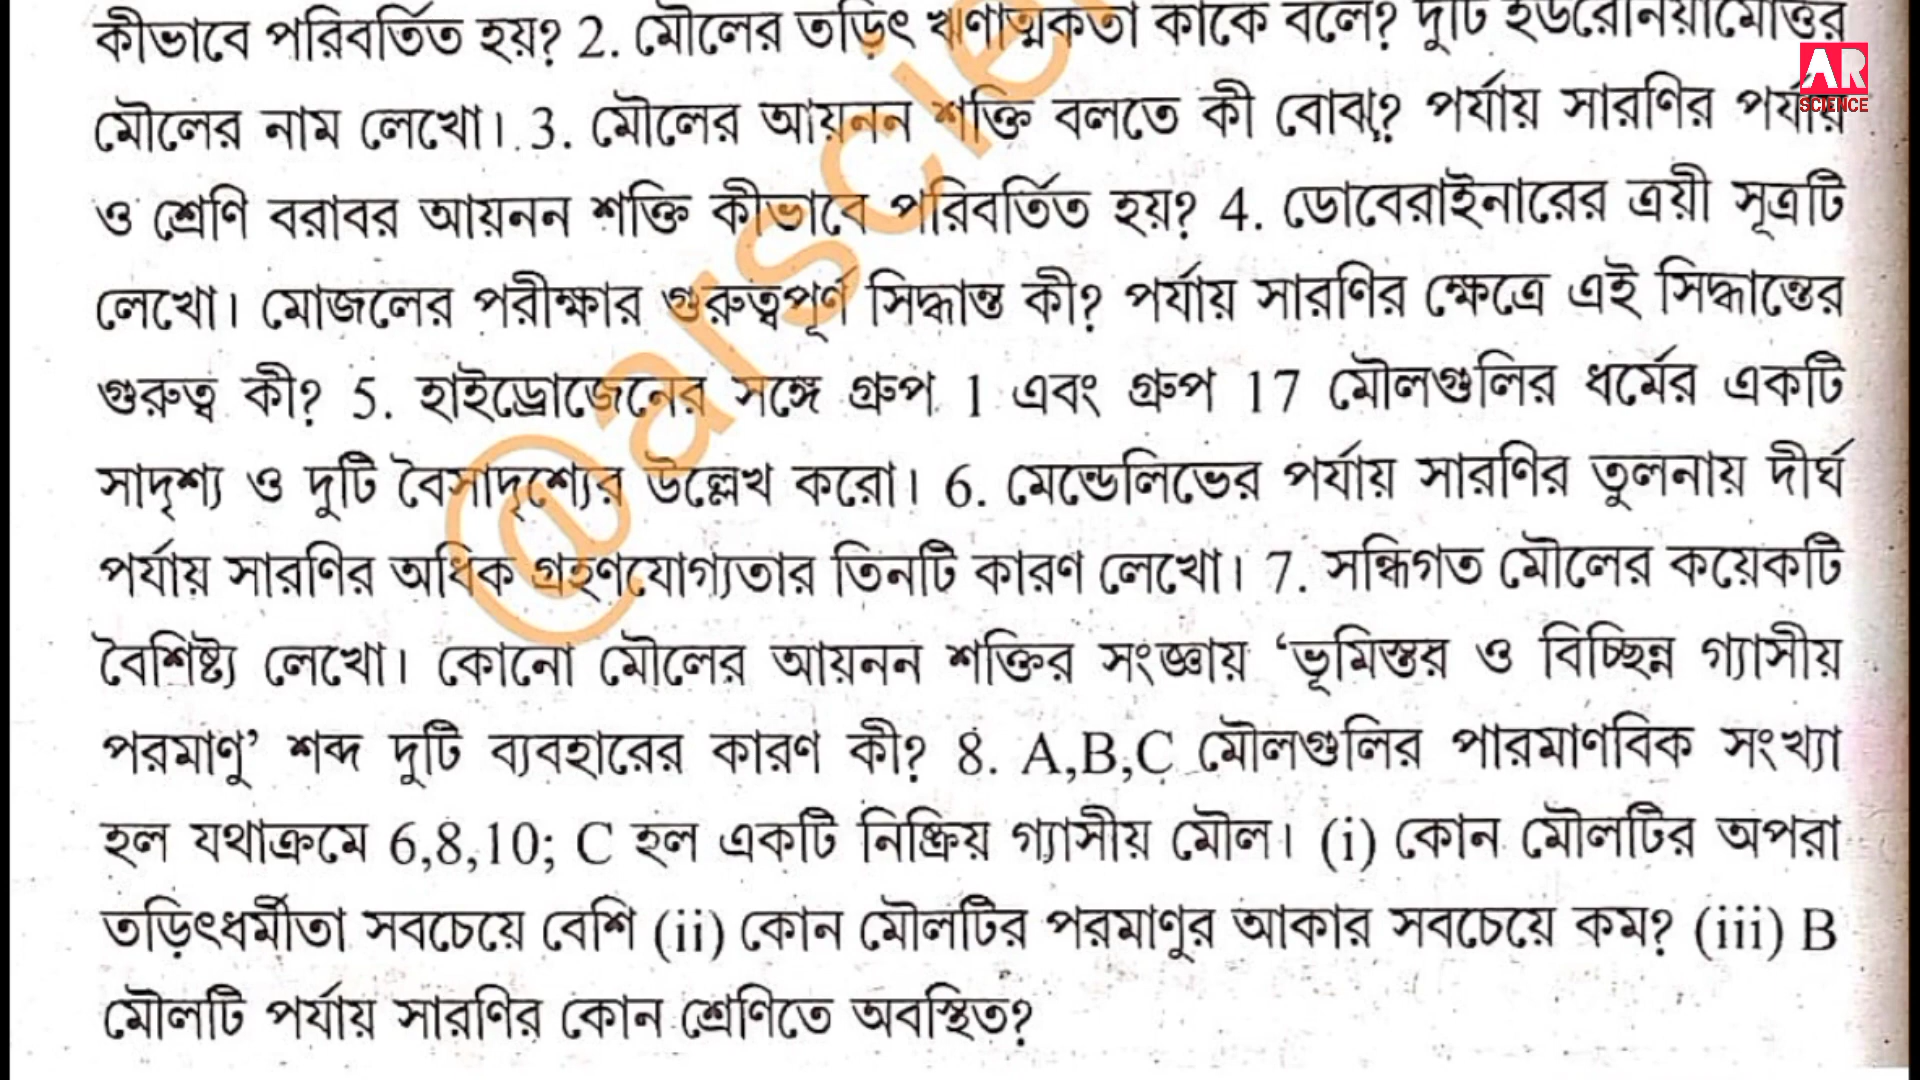 কীভাবে পরিবর্তিত হয়? 2. মৌলের তড়িৎ ঋণাত্মকতা কাকে বলে? দুটি ইউরেনিয়ামোত্তর
AR
SCIENCE
মৌলের নাম লেখো। 3. মৌলের আয়নন শক্তি বলতে কী বোঝ? পর্যায় সারণির পর্যায়
ও শ্রেণি বরাবর আয়নন শক্তি কীভাবে পরিবর্তিত হয়? 4. ডোবেরাইনারের ত্রয়ী সূত্রটি
লেখো। মোজলের পরীক্ষার গুরুত্বপূর্ণ সিদ্ধান্ত কী? পর্যায় সারণির ক্ষেত্রে এই সিদ্ধান্তের
গুরুত্ব কী? 5. হাইড্রোজেনের সঙ্গে গ্রুপ 1 এবং গ্রুপ 17 মৌলগুলির ধর্মের একটি
সাদৃশ্য ও দুটি বৈসাদৃশ্যের উল্লেখ করো। 6. মেন্ডেলিভের পর্যায় সারণির তুলনায় দীর্ঘ
পর্যায় সারণির অধিক গ্রহণযোগ্যতার তিনটি কারণ লেখো। 7. সন্ধিগত মৌলের কয়েকটি
বৈশিষ্ট্য লেখো। কোনো মৌলের আয়নন শক্তির সংজ্ঞায় ‘ভূমিস্তর ও বিচ্ছিন্ন গ্যাসীয়
পরমাণু’ শব্দ দুটি ব্যবহারের কারণ কী? 8. A,B,C মৌলগুলির পারমাণবিক সংখ্যা
হল যথাক্রমে 6,8,10; C হল একটি নিষ্ক্রিয় গ্যাসীয় মৌল। (i) কোন মৌলটির অপরা
তড়িৎধর্মীতা সবচেয়ে বেশি (ii) কোন মৌলটির পরমাণুর আকার সবচেয়ে কম? (iii) B
মৌলটি পর্যায় সারণির কোন শ্রেণিতে অবস্থিত?
@arscie